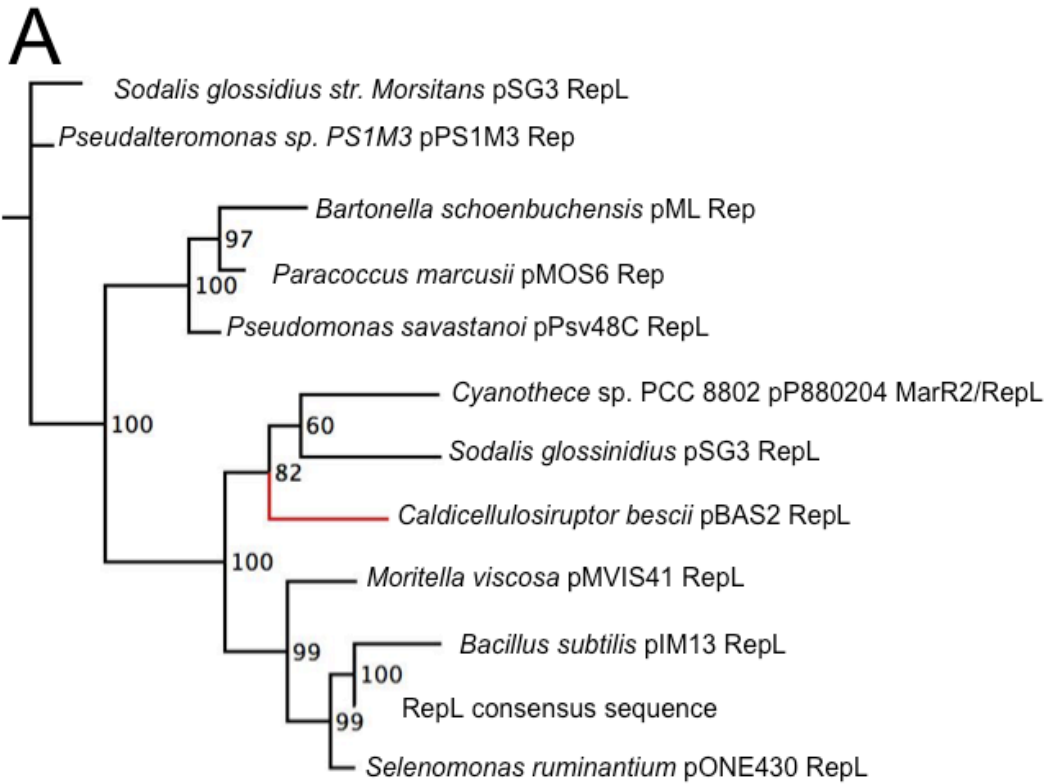 A
Sodalis glossidius str. Morsitans pSG3 RepL
Pseudalteromonas sp. PS1M3 pPS1M3 Rep
Bartonella schoenbuchensis pML Rep
97
Paracoccus marcusii pMOS6 Rep
100
Pseudomonas savastanoi pPsv48C RepL
Cyanothece sp. PCC 8802 pP880204 MarR2/RepL
100
60
Sodalis glossinidius pSG3 RepL
82
Caldicellulosiruptor bescii pBAS2 RepL
100
Moritella viscosa pMVIS41 RepL
99
Bacillus subtilis pIM13 RepL
100
RepL consensus sequence
99
Selenomonas ruminantium pONE430 RepL